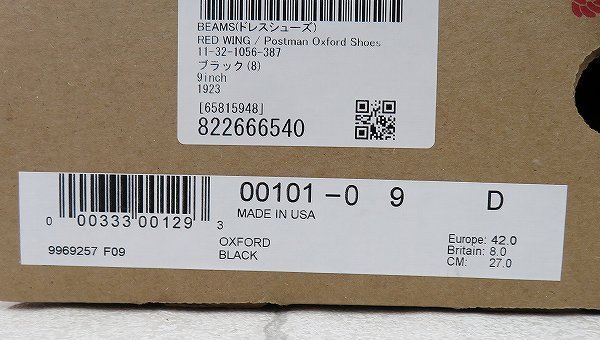 BEAMS(ドレスシューズ)
RED WING / Postman Oxford Shoes
11-32-1056-387
ブラック(8)
9inch
1923
[65815948]
822666540
00101-0 9 D
MADE IN USA
0 00333 00129 3
9969257 F09
OXFORD
BLACK
Europe: 42.0
Britain: 8.0
CM: 27.0